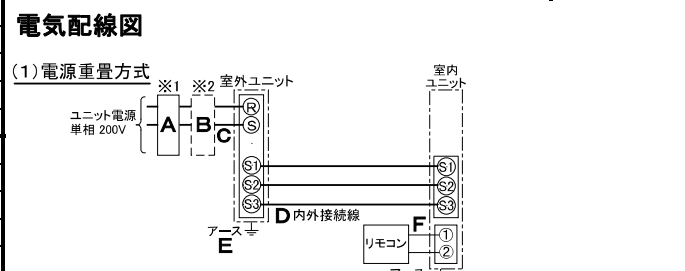 電気配線図
(1)電源重畳方式
※1 ※2 室外ユニット 室内
ユニット
ユニット電源
単相 200V
A B R
S
C
S1 S1
S2 S2
S3 S3
D 内外接続線
アース
E
F
リモコン ①
②